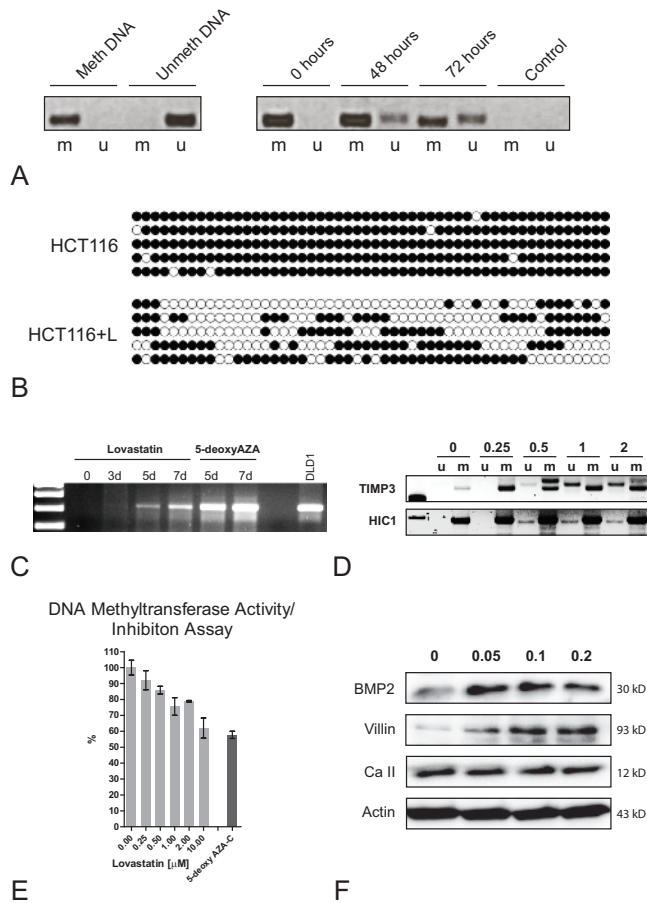 Meth DNA Unmeth DNA 0 hours 48 hours 72 hours Control
m u m u m u m u m u m u
A
HCT116
HCT116+L
B
Lovastatin 5-deoxyAZA
0 3d 5d 7d 5d 7d DLD1
C
0 0.25 0.5 1 2
u m u m u m u m u m
TIMP3
HIC1
D
DNA Methyltransferase Activity/
Inhibiton Assay
110
100
90
80
70
60
50
40
30
20
10
0
%
0.00 0.25 0.50 1.00 2.00 10.00 5-deoxy AZA-C
Lovastatin [µM]
E
0 0.05 0.1 0.2
BMP2 30 kD
Villin 93 kD
Ca II 12 kD
Actin 43 kD
F